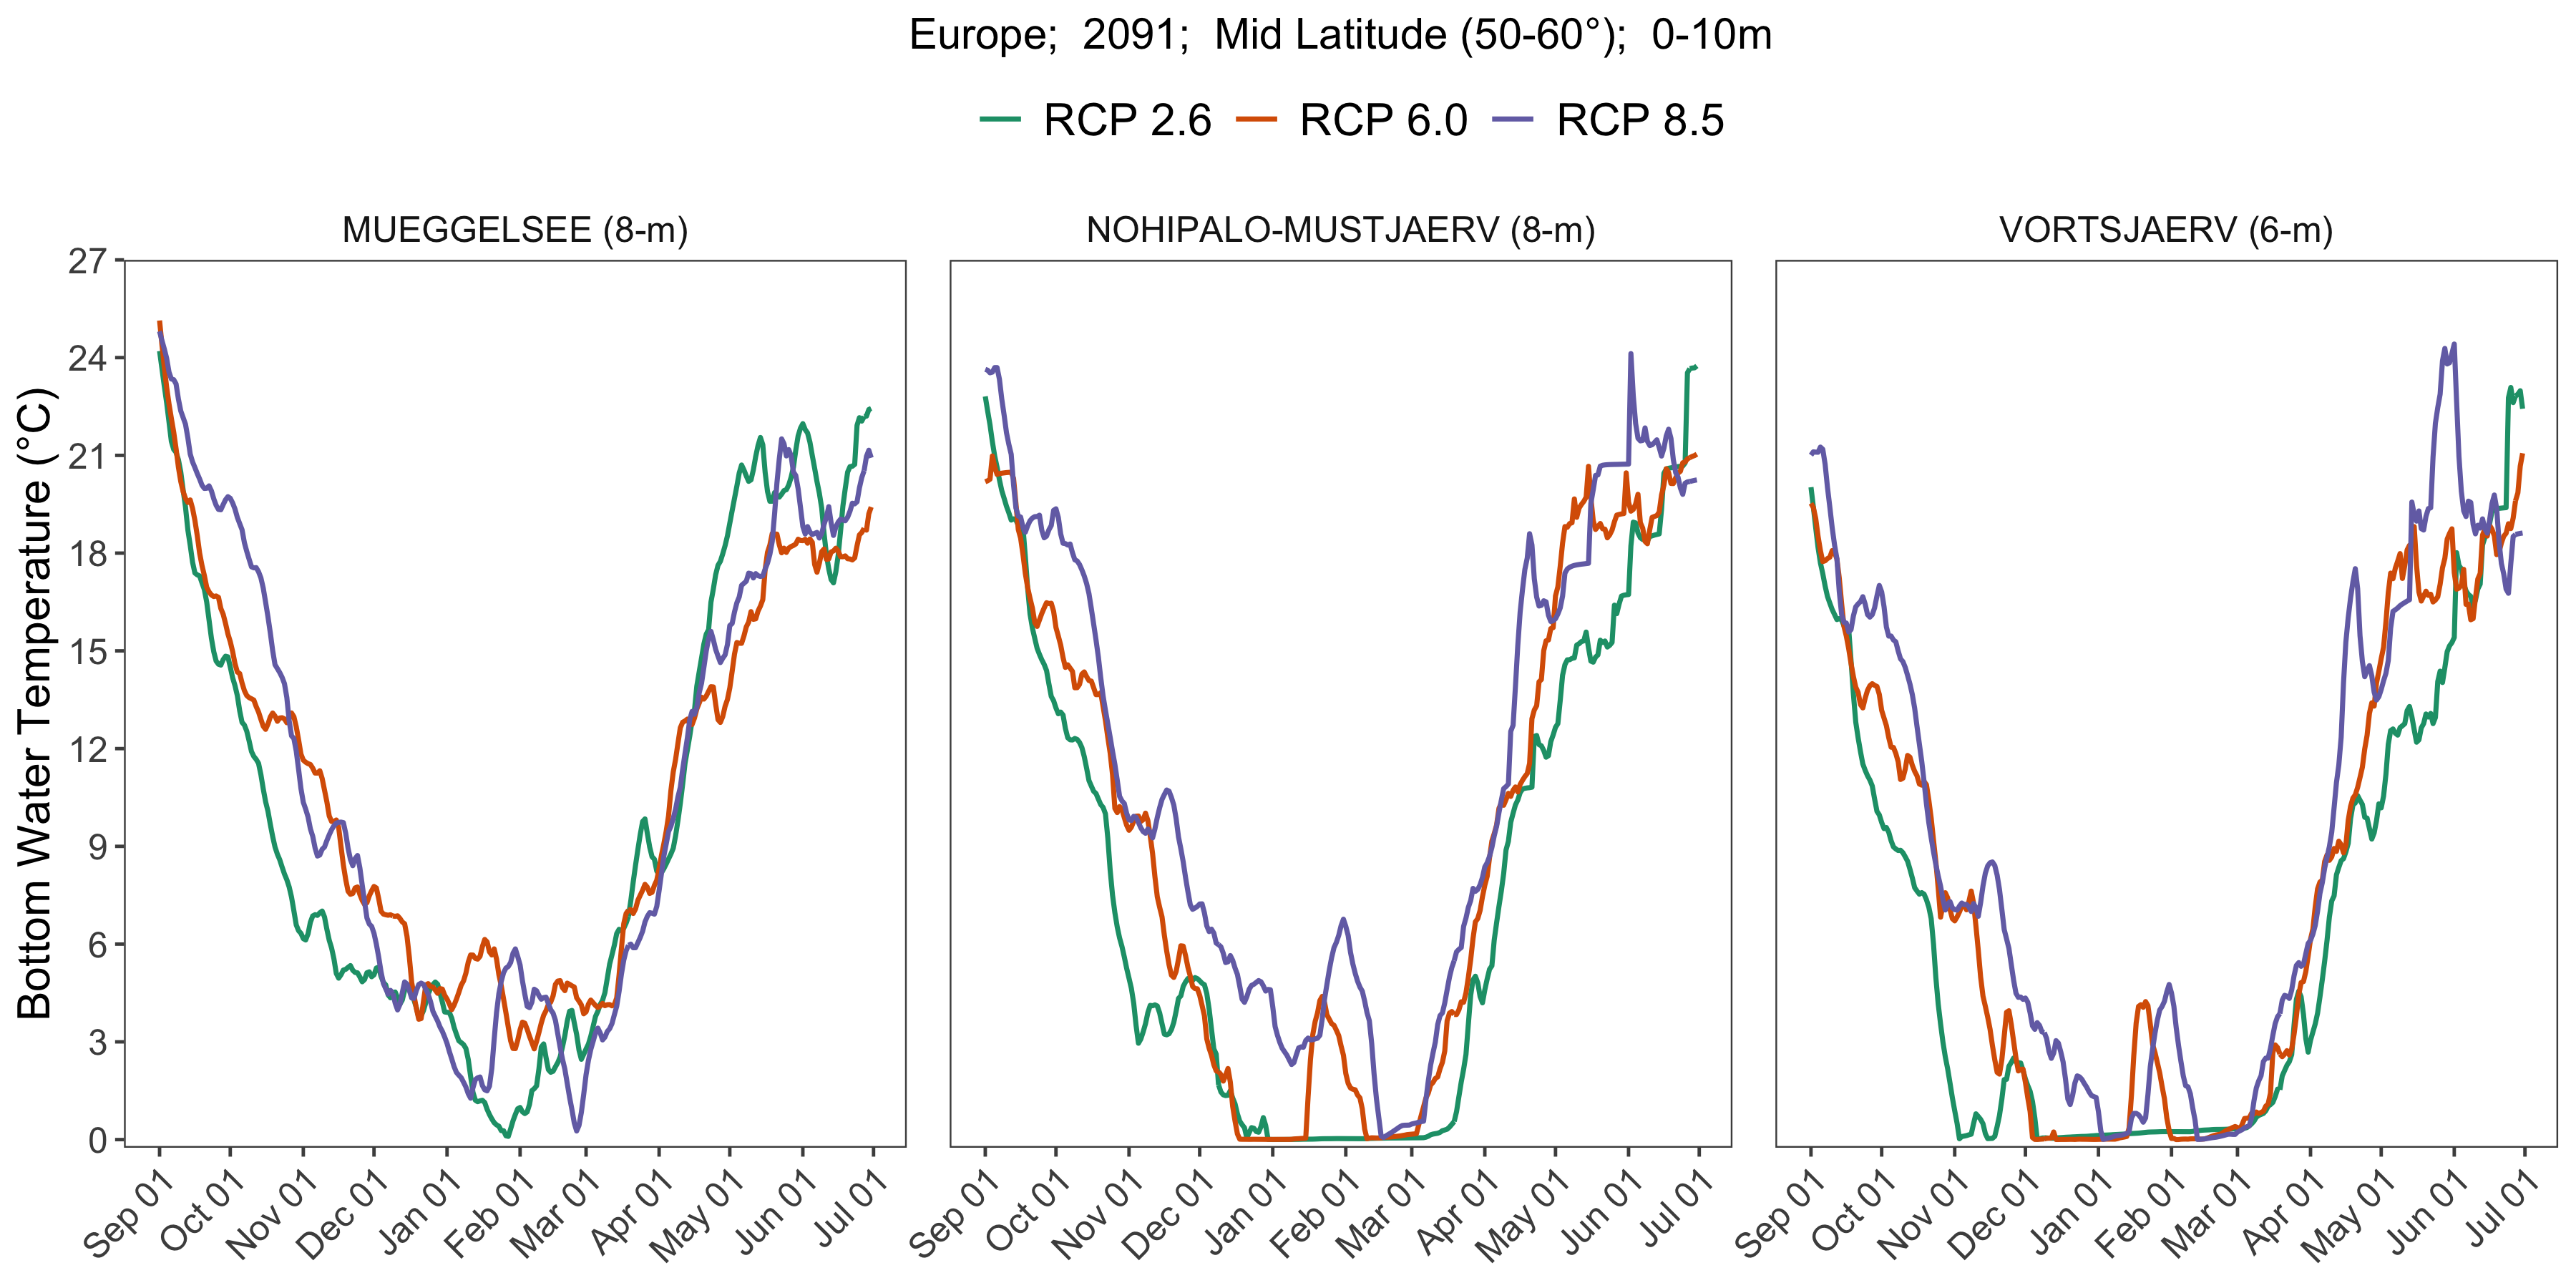 Europe;  2091;  Mid Latitude (50-60°);  0-10m
RCP 2.6 RCP 6.0 RCP 8.5
MUEGGELSEE (8-m)
NOHIPALO-MUSTJAERV (8-m)
VORTSJAERV (6-m)
Bottom Water Temperature (°C)
27
24
21
18
15
12
9
6
3
0
Sep 01 Oct 01 Nov 01 Dec 01 Jan 01 Feb 01 Mar 01 Apr 01 May 01 Jun 01 Jul 01
Sep 01 Oct 01 Nov 01 Dec 01 Jan 01 Feb 01 Mar 01 Apr 01 May 01 Jun 01 Jul 01
Sep 01 Oct 01 Nov 01 Dec 01 Jan 01 Feb 01 Mar 01 Apr 01 May 01 Jun 01 Jul 01